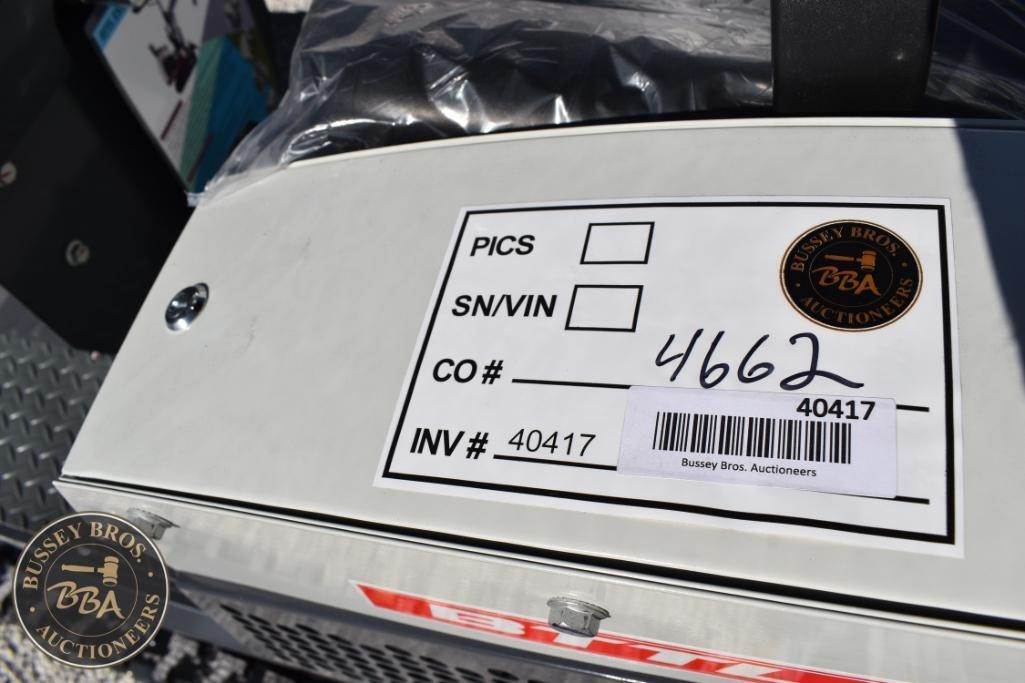 PICS
BUSSEY BROS.
BBA
AUCTIONEERS
SN/VIN
CO # 4662
40417
INV # 40417
Bussey Bros. Auctioneers
BUSSEY BROS.
BBA
AUCTIONEERS